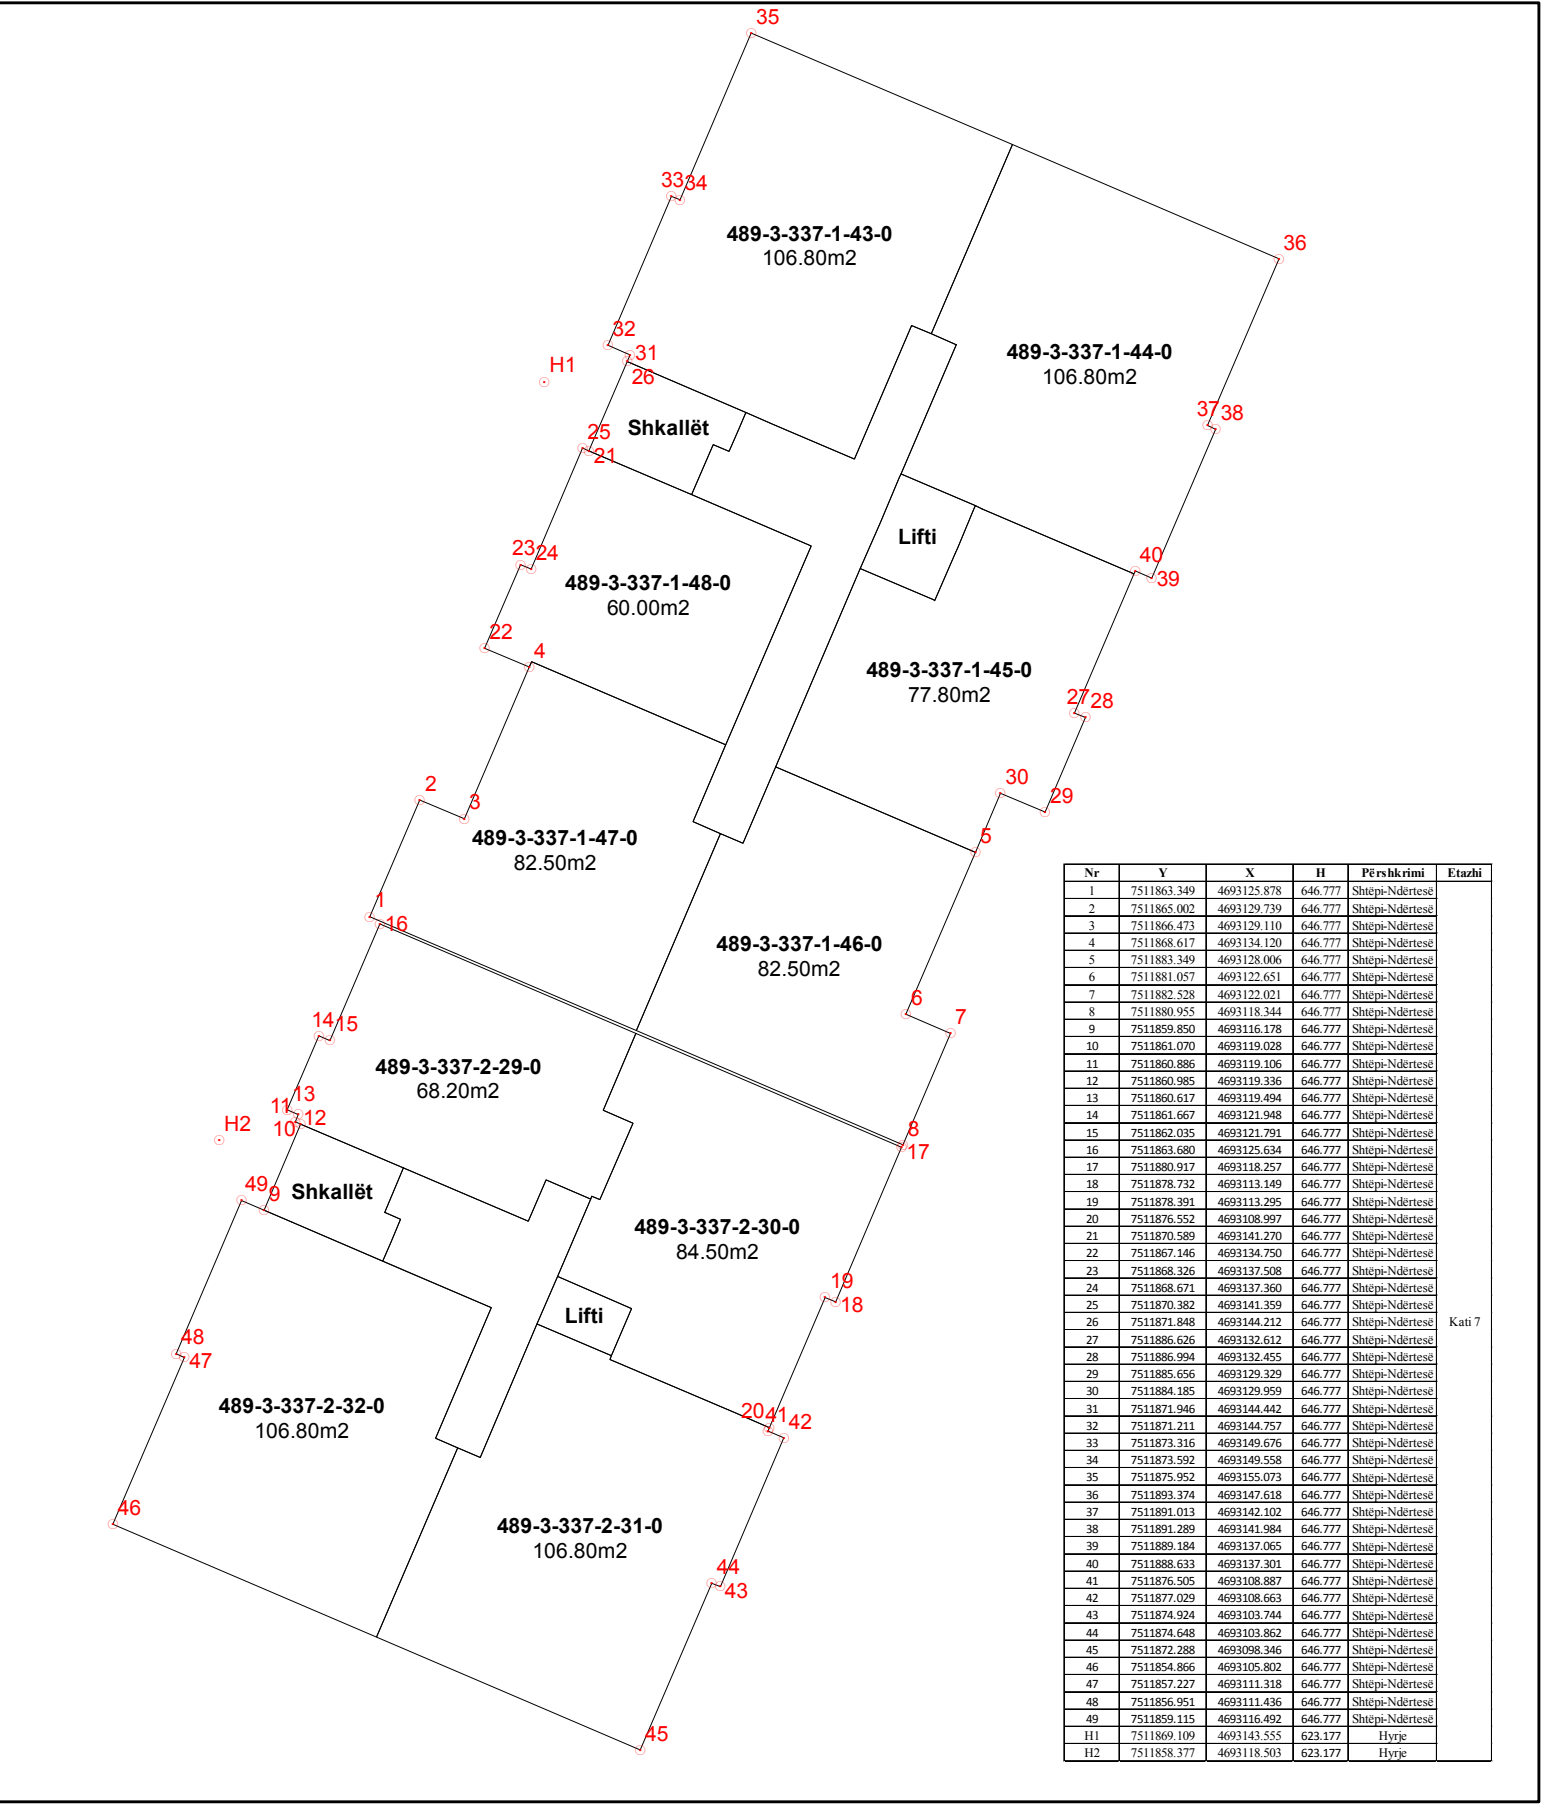 35
33
34
489-3-337-1-43-0
106.80m2
36
32
31
26
H1
489-3-337-1-44-0
106.80m2
37
38
Shkallët
25
21
Lifti
23
24
40
39
489-3-337-1-48-0
60.00m2
22
4
489-3-337-1-45-0
77.80m2
27
28
2
3
30
29
489-3-337-1-47-0
82.50m2
5
1
16
489-3-337-1-46-0
82.50m2
6
7
14
15
489-3-337-2-29-0
68.20m2
11
13
12
10
H2
8
17
49
9
Shkallët
489-3-337-2-30-0
84.50m2
19
18
Lifti
48
47
489-3-337-2-32-0
106.80m2
20
41
42
46
489-3-337-2-31-0
106.80m2
44
43
45
Nr Y X H Përshkrimi Etazhi
1 7511863.349 4693125.878 646.777 Shtëpi-Ndërtesë
2 7511865.002 4693129.739 646.777 Shtëpi-Ndërtesë
3 7511866.473 4693129.110 646.777 Shtëpi-Ndërtesë
4 7511868.617 4693134.120 646.777 Shtëpi-Ndërtesë
5 7511883.349 4693128.006 646.777 Shtëpi-Ndërtesë
6 7511881.057 4693122.651 646.777 Shtëpi-Ndërtesë
7 7511882.528 4693122.021 646.777 Shtëpi-Ndërtesë
8 7511880.955 4693118.344 646.777 Shtëpi-Ndërtesë
9 7511859.850 4693116.178 646.777 Shtëpi-Ndërtesë
10 7511861.070 4693119.028 646.777 Shtëpi-Ndërtesë
11 7511860.886 4693119.106 646.777 Shtëpi-Ndërtesë
12 7511860.985 4693119.336 646.777 Shtëpi-Ndërtesë
13 7511860.617 4693119.494 646.777 Shtëpi-Ndërtesë
14 7511861.667 4693121.948 646.777 Shtëpi-Ndërtesë
15 7511862.035 4693121.791 646.777 Shtëpi-Ndërtesë
16 7511863.680 4693125.634 646.777 Shtëpi-Ndërtesë
17 7511880.917 4693118.257 646.777 Shtëpi-Ndërtesë
18 7511878.732 4693113.149 646.777 Shtëpi-Ndërtesë
19 7511878.391 4693113.295 646.777 Shtëpi-Ndërtesë
20 7511876.552 4693108.997 646.777 Shtëpi-Ndërtesë
21 7511870.589 4693141.270 646.777 Shtëpi-Ndërtesë
22 7511867.146 4693134.750 646.777 Shtëpi-Ndërtesë
23 7511868.326 4693137.508 646.777 Shtëpi-Ndërtesë
24 7511868.671 4693137.360 646.777 Shtëpi-Ndërtesë
25 7511870.382 4693141.359 646.777 Shtëpi-Ndërtesë
26 7511871.848 4693144.212 646.777 Shtëpi-Ndërtesë Kati 7
27 7511886.626 4693132.612 646.777 Shtëpi-Ndërtesë
28 7511886.994 4693132.455 646.777 Shtëpi-Ndërtesë
29 7511885.656 4693129.329 646.777 Shtëpi-Ndërtesë
30 7511884.185 4693129.959 646.777 Shtëpi-Ndërtesë
31 7511871.946 4693144.442 646.777 Shtëpi-Ndërtesë
32 7511871.211 4693144.757 646.777 Shtëpi-Ndërtesë
33 7511873.316 4693149.676 646.777 Shtëpi-Ndërtesë
34 7511873.592 4693149.558 646.777 Shtëpi-Ndërtesë
35 7511875.952 4693155.073 646.777 Shtëpi-Ndërtesë
36 7511893.374 4693147.618 646.777 Shtëpi-Ndërtesë
37 7511891.013 4693142.102 646.777 Shtëpi-Ndërtesë
38 7511891.289 4693141.984 646.777 Shtëpi-Ndërtesë
39 7511889.184 4693137.065 646.777 Shtëpi-Ndërtesë
40 7511888.633 4693137.301 646.777 Shtëpi-Ndërtesë
41 7511876.505 4693108.887 646.777 Shtëpi-Ndërtesë
42 7511877.029 4693108.663 646.777 Shtëpi-Ndërtesë
43 7511874.924 4693103.744 646.777 Shtëpi-Ndërtesë
44 7511874.648 4693103.862 646.777 Shtëpi-Ndërtesë
45 7511872.288 4693098.346 646.777 Shtëpi-Ndërtesë
46 7511854.866 4693105.802 646.777 Shtëpi-Ndërtesë
47 7511857.227 4693111.318 646.777 Shtëpi-Ndërtesë
48 7511856.951 4693111.436 646.777 Shtëpi-Ndërtesë
49 7511859.115 4693116.492 646.777 Shtëpi-Ndërtesë
H1 7511869.109 4693143.555 623.177 Hyrje
H2 7511858.377 4693118.503 623.177 Hyrje